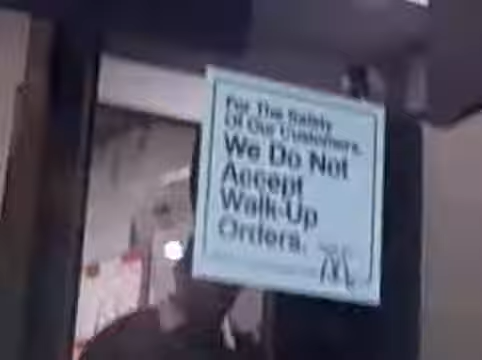 For The Safety
Of Our Customers,
We Do Not
Accept
Walk-Up
Orders.